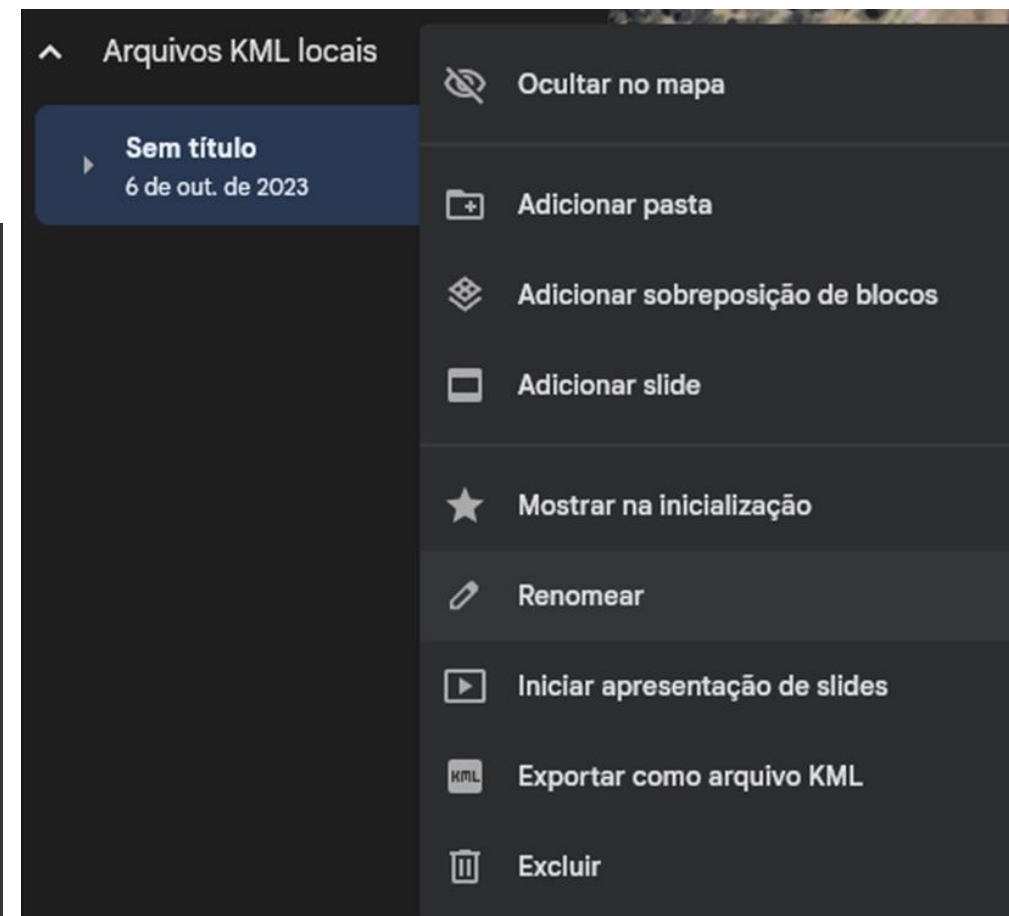 Arquivos KML locais
Sem título
6 de out. de 2023
Ocultar no mapa
Adicionar pasta
Adicionar sobreposição de blocos
Adicionar slide
Mostrar na inicialização
Renomear
Iniciar apresentação de slides
KML
Exportar como arquivo KML
Excluir